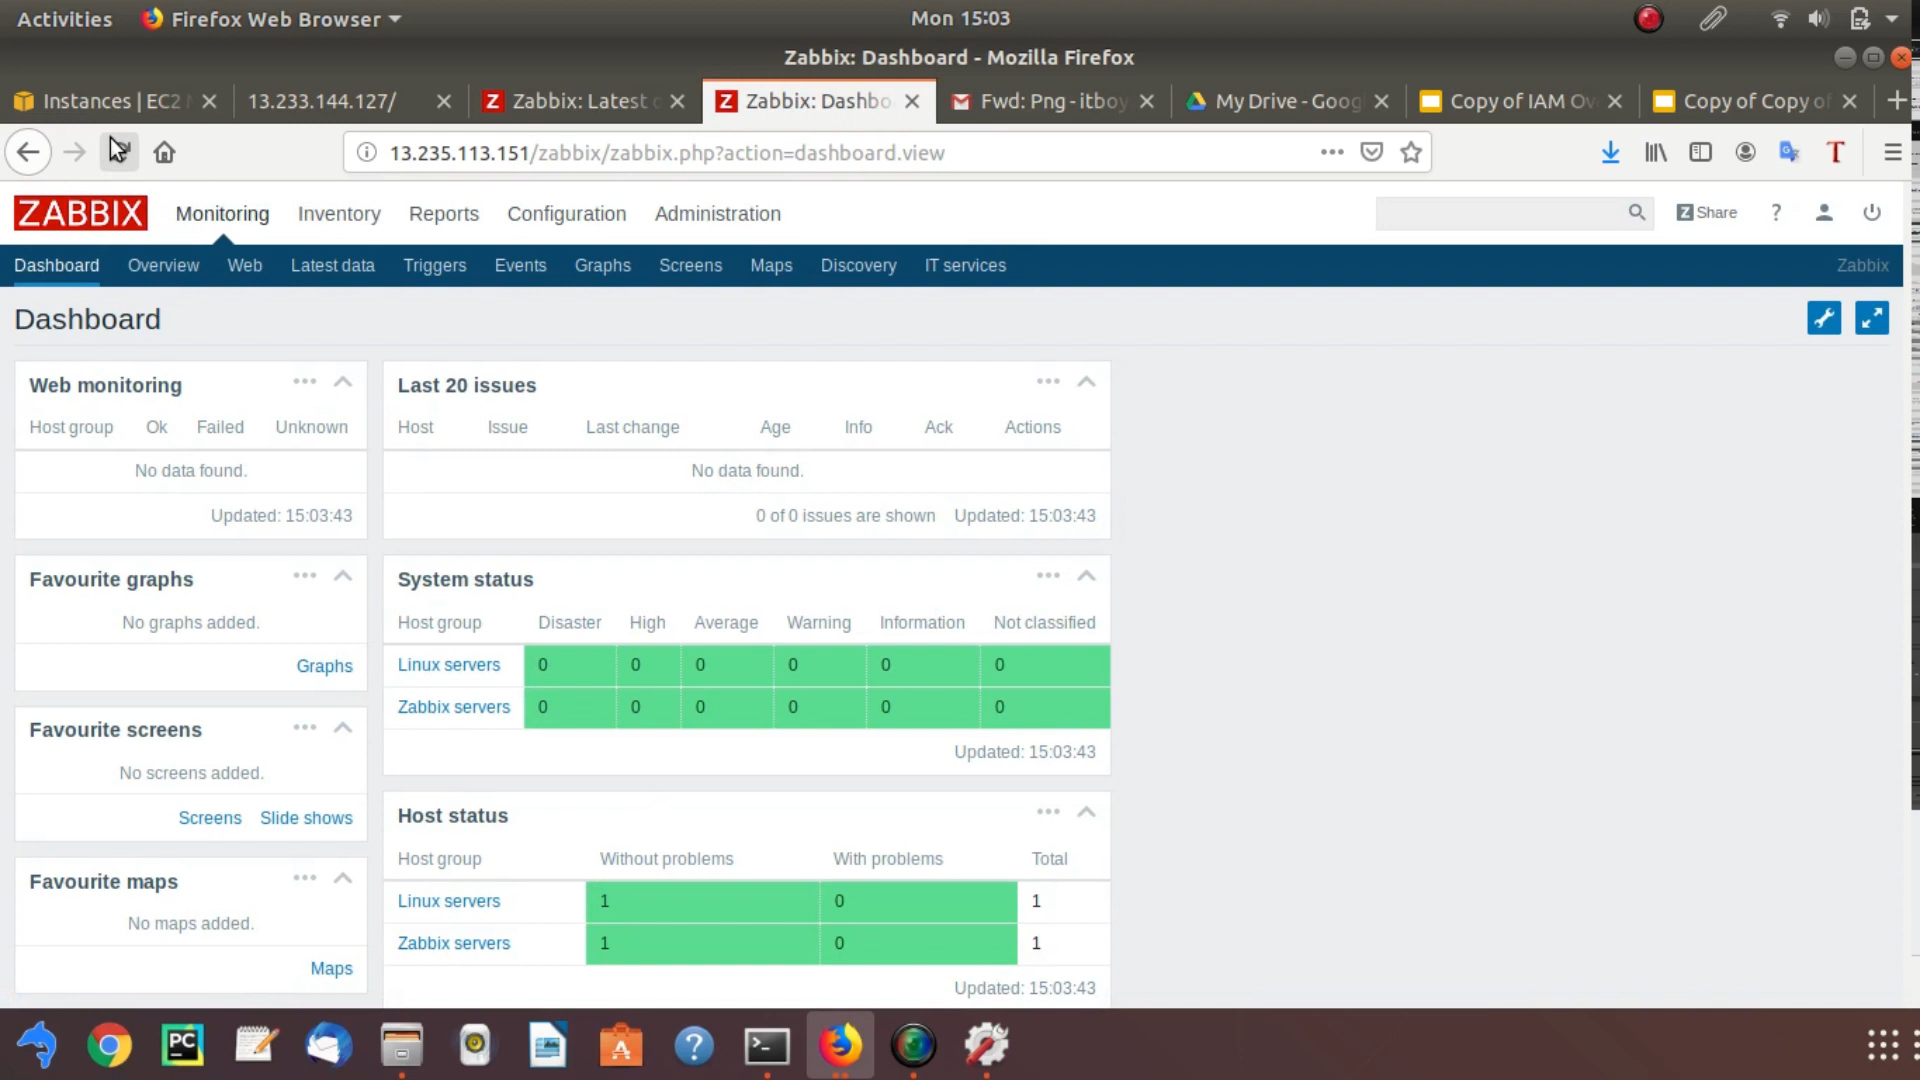 Activities Firefox Web Browser Mon 15:03
Zabbix: Dashboard - Mozilla Firefox
Instances | EC2 13.233.144.127/ Zabbix: Latest Zabbix: Dashbo Fwd: Png - itboy My Drive - Goog Copy of IAM Ov Copy of Copy of
13.235.113.151/zabbix/zabbix.php?action=dashboard.view
T
ZABBIX Monitoring Inventory Reports Configuration Administration Z Share ?
Dashboard Overview Web Latest data Triggers Events Graphs Screens Maps Discovery IT services Zabbix
Dashboard
Web monitoring
Host group Ok Failed Unknown
No data found.
Updated: 15:03:43
Favourite graphs
No graphs added.
Graphs
Favourite screens
No screens added.
Screens Slide shows
Favourite maps
No maps added.
Maps
Last 20 issues
Host Issue Last change Age Info Ack Actions
No data found.
0 of 0 issues are shown Updated: 15:03:43
System status
Host group Disaster High Average Warning Information Not classified
Linux servers 0 0 0 0 0 0
Zabbix servers 0 0 0 0 0 0
Updated: 15:03:43
Host status
Host group Without problems With problems Total
Linux servers 1 0 1
Zabbix servers 1 0 1
Updated: 15:03:43
PC